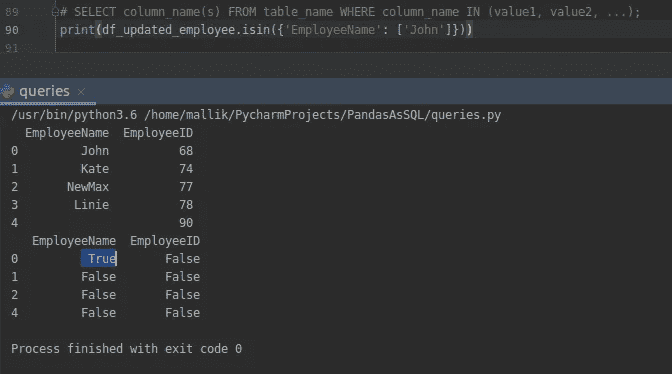 89 # SELECT column_name(s) FROM table_name WHERE column_name IN (value1, value2, ...);
90 print(df_updated_employee.isin({'EmployeeName': ['John']}))
91
queries ×
/usr/bin/python3.6 /home/mallik/PycharmProjects/PandasAsSQL/queries.py
EmployeeName EmployeeID
0 John 68
1 Kate 74
2 NewMax 77
3 Linie 78
4 90
EmployeeName EmployeeID
0 True False
1 False False
2 False False
4 False False
Process finished with exit code 0